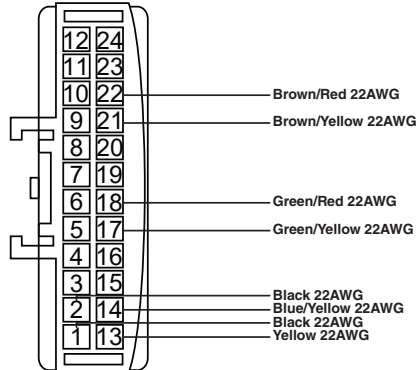 12 24
11 23
10 22 Brown/Red 22AWG
9 21 Brown/Yellow 22AWG
8 20
7 19
6 18 Green/Red 22AWG
5 17 Green/Yellow 22AWG
4 16
3 15
Black 22AWG
2 14 Blue/Yellow 22AWG
Black 22AWG
1 13 Yellow 22AWG